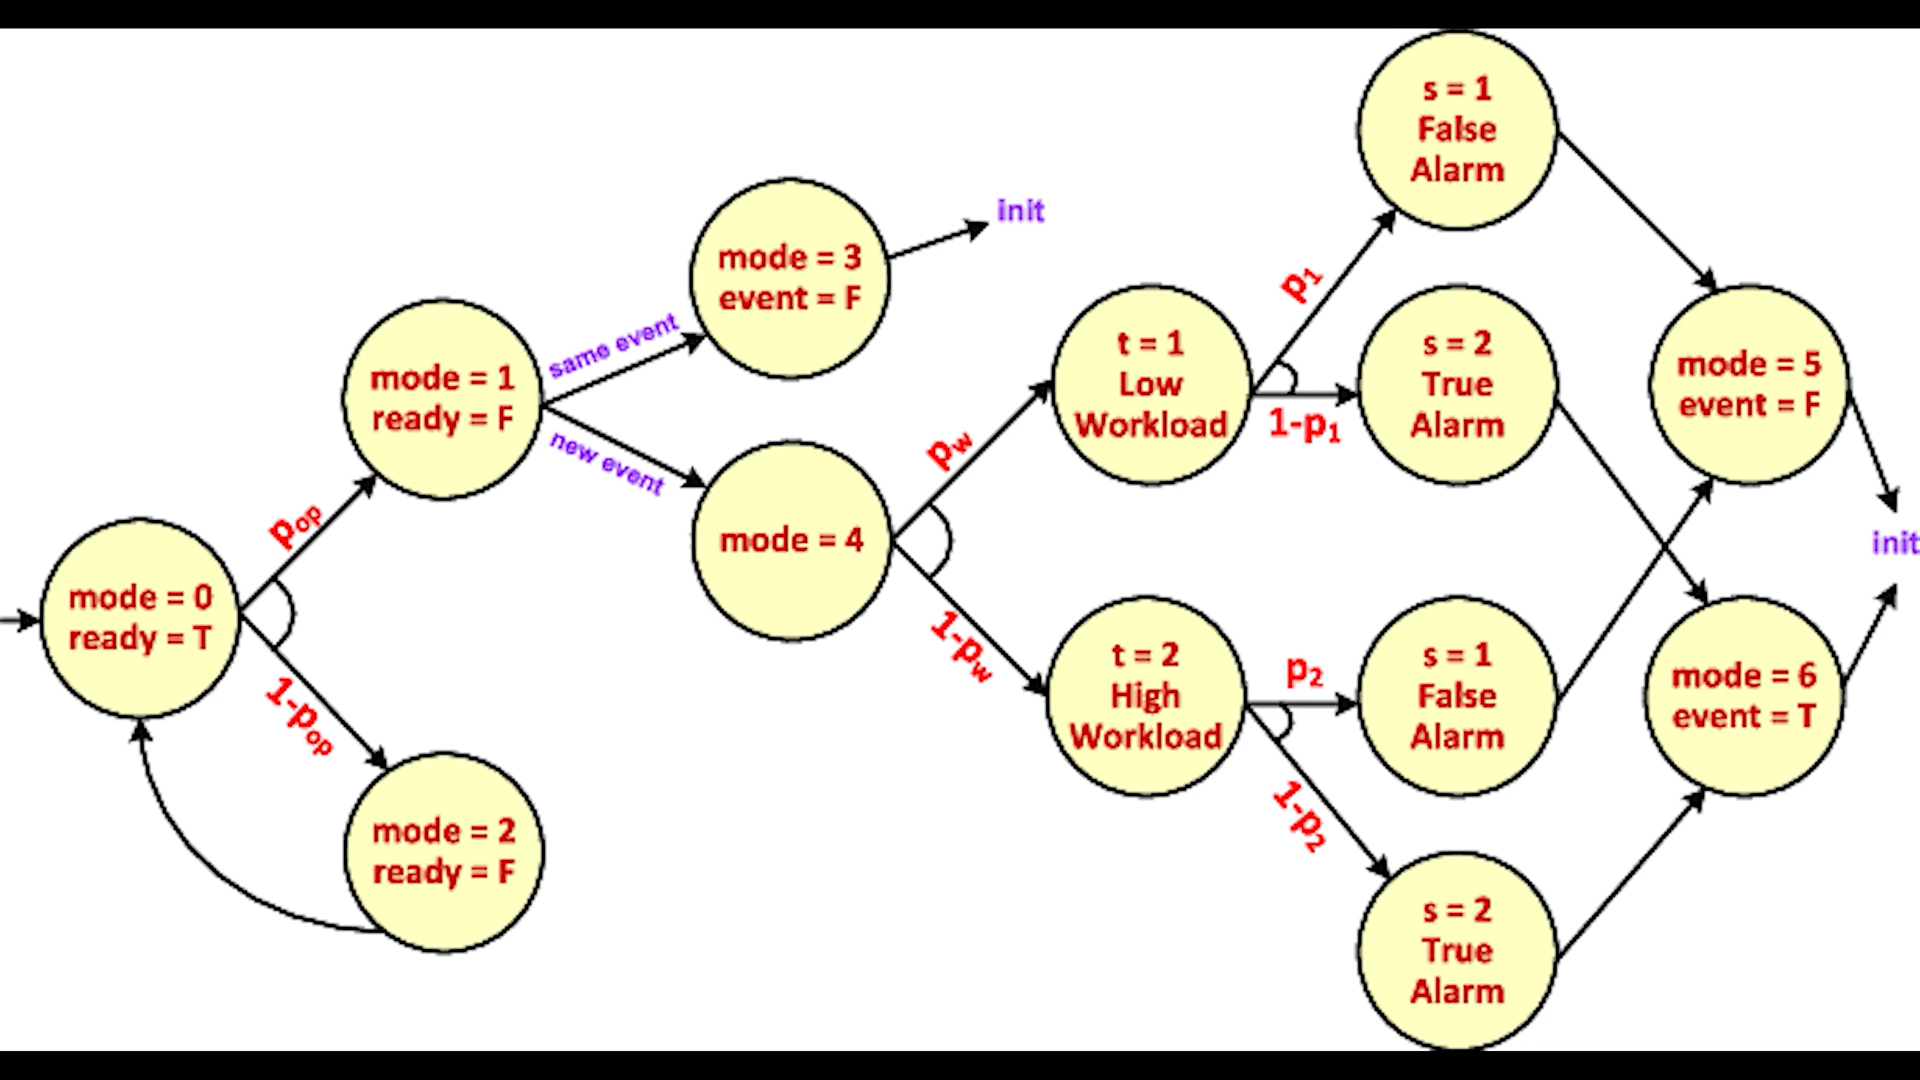 s = 1
False
Alarm
init
mode = 3
event = F
p1
same event
t = 1
Low
Workload
s = 2
True
Alarm
mode = 5
event = F
mode = 1
ready = F
1-p1
pw
new event
pop
mode = 4
init
mode = 0
ready = T
1-pw
t = 2
High
Workload
p2
s = 1
False
Alarm
mode = 6
event = T
1-pop
1-p2
mode = 2
ready = F
s = 2
True
Alarm